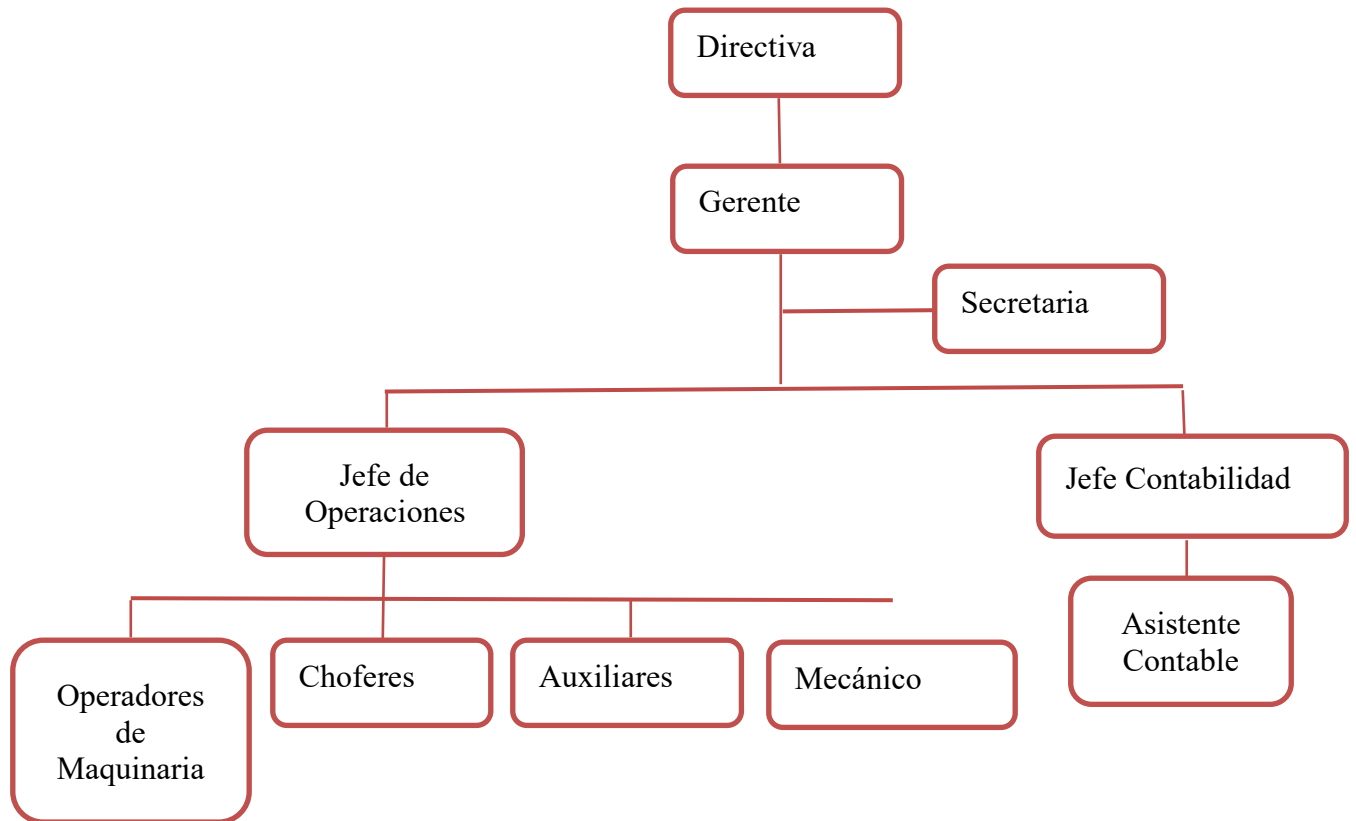 Directiva
Gerente
Secretaria
Jefe de
Operaciones
Jefe Contabilidad
Operadores
de
Maquinaria
Choferes
Auxiliares
Mecánico
Asistente
Contable